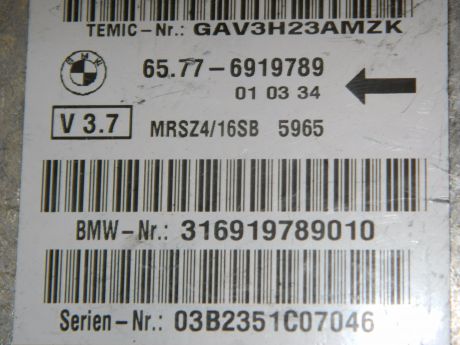 TEMIC-Nr.: GAV3H23AMZK
BMW
65.77-6919789
01 03 34
V 3.7
MRSZ4/16SB 5965
BMW-Nr.: 316919789010
Serien-Nr.: 03B2351C07046